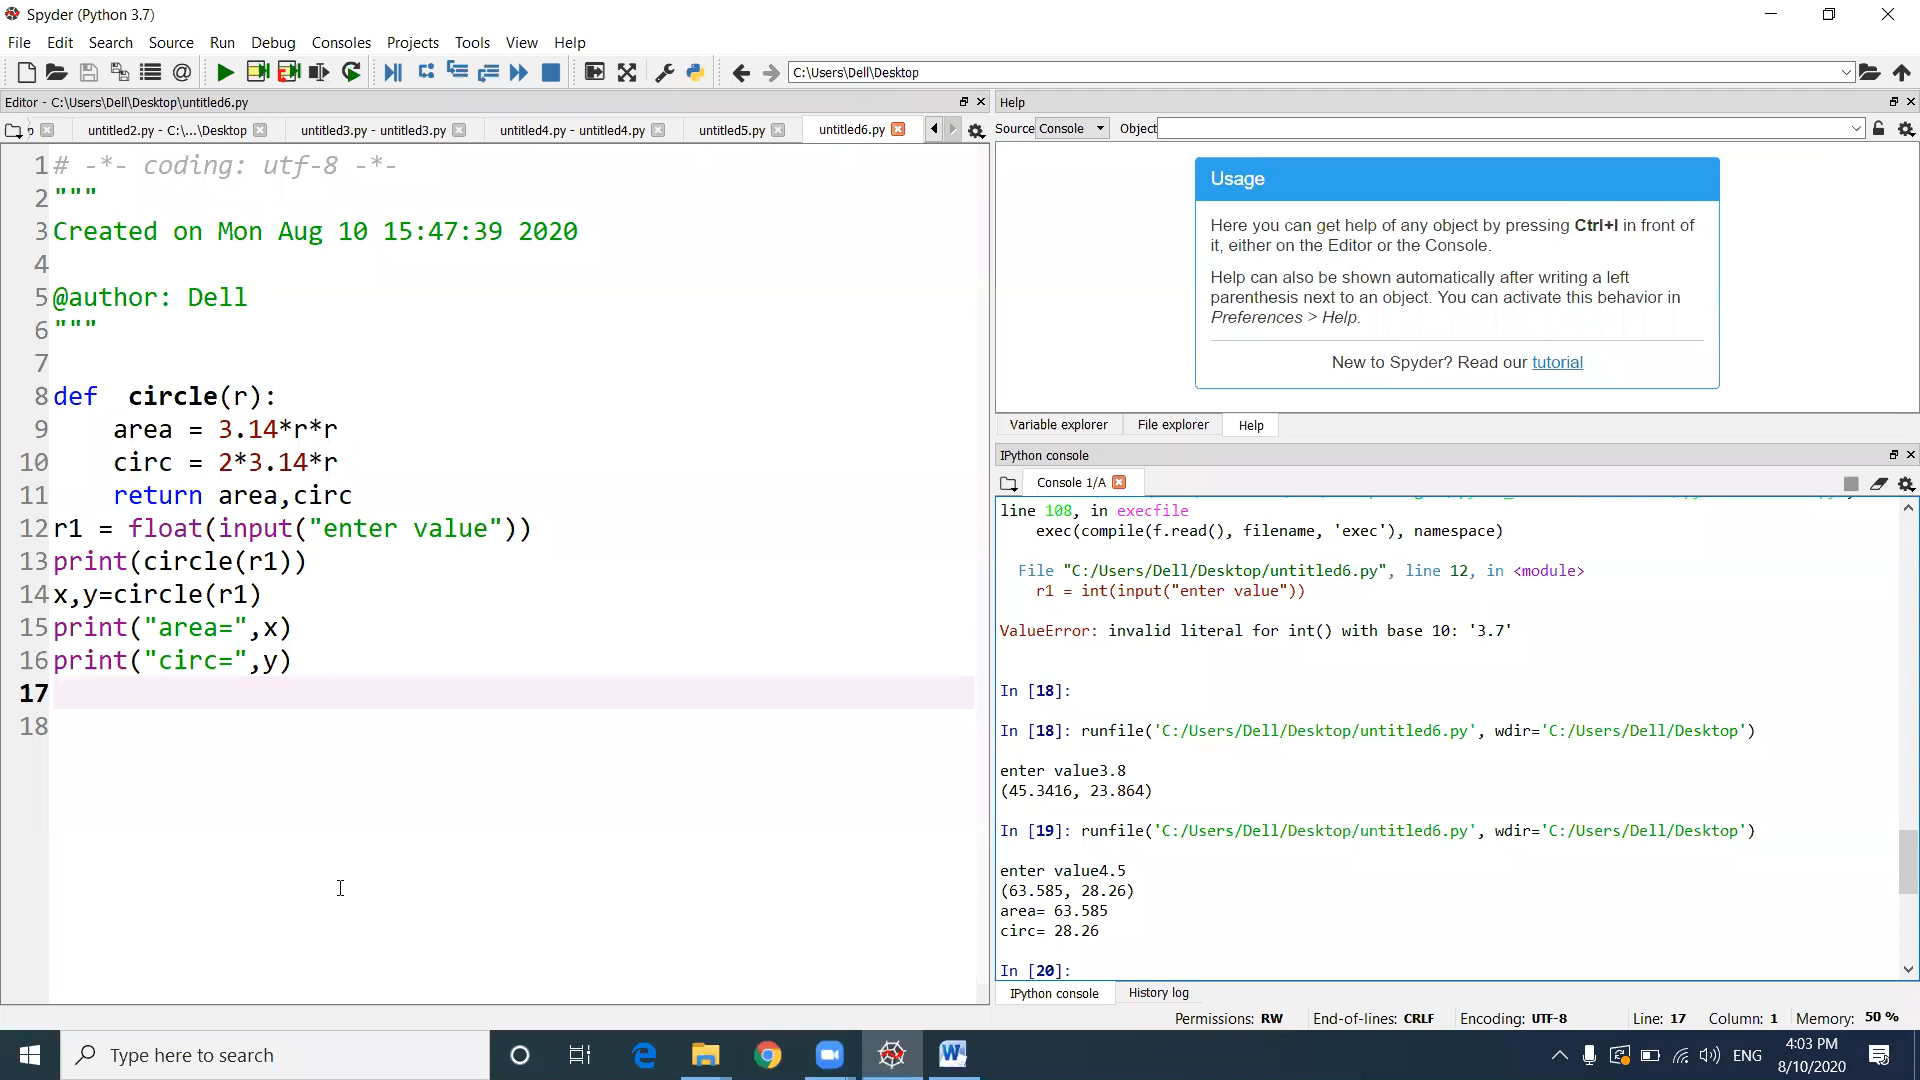 Spyder (Python 3.7)
File Edit Search Source Run Debug Consoles Projects Tools View Help
C:\Users\Dell\Desktop
Editor - C:\Users\Dell\Desktop\untitled6.py
untitled2.py - C:\...\Desktop untitled3.py - untitled3.py untitled4.py - untitled4.py untitled5.py untitled6.py
1 # -*- coding: utf-8 -*-
2 """
3 Created on Mon Aug 10 15:47:39 2020
4
5 @author: Dell
6 """
7
8 def  circle(r):
9     area = 3.14*r*r
10     circ = 2*3.14*r
11     return area,circ
12 r1 = float(input("enter value"))
13 print(circle(r1))
14 x,y=circle(r1)
15 print("area=",x)
16 print("circ=",y)
17
18
Help
Source Console Object
Usage
Here you can get help of any object by pressing Ctrl+I in front of
it, either on the Editor or the Console.
Help can also be shown automatically after writing a left
parenthesis next to an object. You can activate this behavior in
Preferences > Help.
New to Spyder? Read our tutorial
Variable explorer File explorer Help
IPython console
Console 1/A
line 108, in execfile
    exec(compile(f.read(), filename, 'exec'), namespace)
  File "C:/Users/Dell/Desktop/untitled6.py", line 12, in <module>
    r1 = int(input("enter value"))
ValueError: invalid literal for int() with base 10: '3.7'
In [18]:
In [18]: runfile('C:/Users/Dell/Desktop/untitled6.py', wdir='C:/Users/Dell/Desktop')
enter value3.8
(45.3416, 23.864)
In [19]: runfile('C:/Users/Dell/Desktop/untitled6.py', wdir='C:/Users/Dell/Desktop')
enter value4.5
(63.585, 28.26)
area= 63.585
circ= 28.26
In [20]:
IPython console History log
Permissions: RW End-of-lines: CRLF Encoding: UTF-8 Line: 17 Column: 1 Memory: 50 %
Type here to search
ENG
4:03 PM
8/10/2020